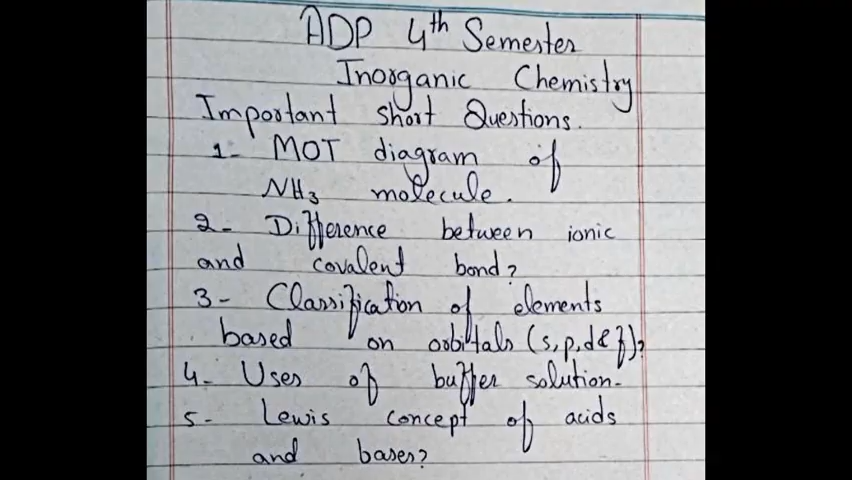 ADP 4th Semester
Inorganic Chemistry
Important short Questions.
1- MOT diagram of
NH3 molecule.
2- Difference between ionic
and covalent bond?
3- Classification of elements
based on orbitals (s,p,d&f)?
4- Uses of buffer solution-
5- Lewis concept of acids
and bases?